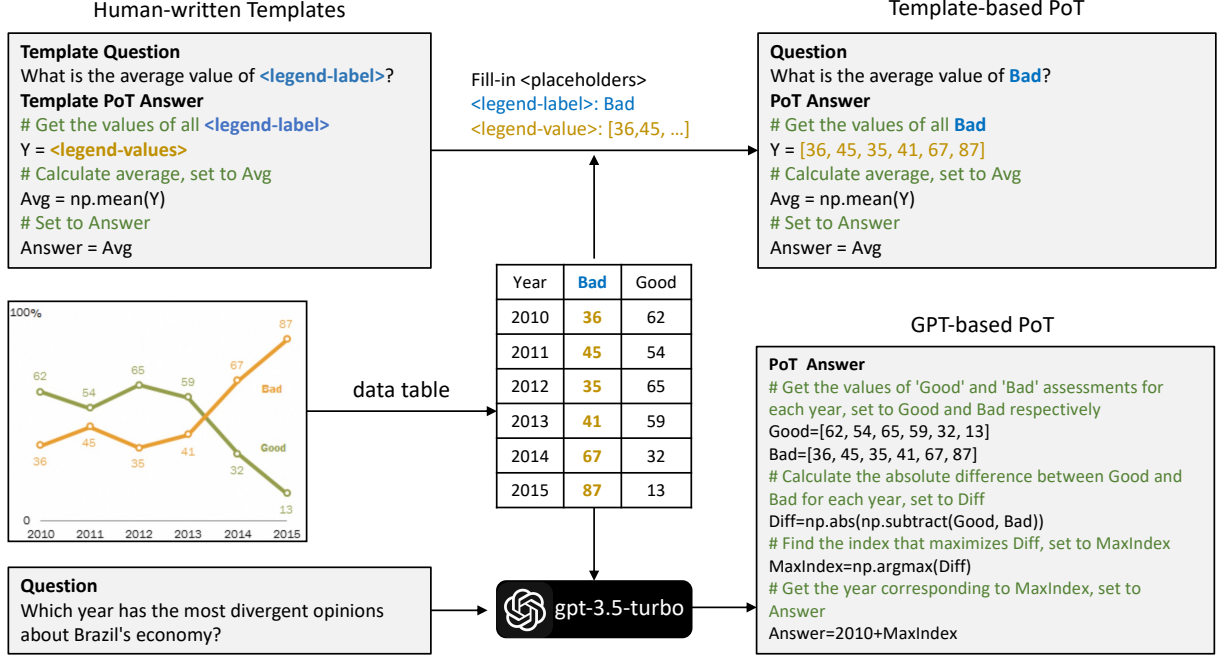 Human-written Templates
Template Question
What is the average value of <legend-label>?
Template PoT Answer
# Get the values of all <legend-label>
Y = <legend-values>
# Calculate average, set to Avg
Avg = np.mean(Y)
# Set to Answer
Answer = Avg
Fill-in <placeholders>
<legend-label>: Bad
<legend-value>: [36,45, …]
Template-based PoT
Question
What is the average value of Bad?
PoT Answer
# Get the values of all Bad
Y = [36, 45, 35, 41, 67, 87]
# Calculate average, set to Avg
Avg = np.mean(Y)
# Set to Answer
Answer = Avg
100%
87
67
62
54
65
59
Bad
45
36
35
41
Good
32
13
0
2010 2011 2012 2013 2014 2015
data table
Year Bad Good
2010 36 62
2011 45 54
2012 35 65
2013 41 59
2014 67 32
2015 87 13
Question
Which year has the most divergent opinions
about Brazil's economy?
gpt-3.5-turbo
GPT-based PoT
PoT Answer
# Get the values of 'Good' and 'Bad' assessments for
each year, set to Good and Bad respectively
Good=[62, 54, 65, 59, 32, 13]
Bad=[36, 45, 35, 41, 67, 87]
# Calculate the absolute difference between Good and
Bad for each year, set to Diff
Diff=np.abs(np.subtract(Good, Bad))
# Find the index that maximizes Diff, set to MaxIndex
MaxIndex=np.argmax(Diff)
# Get the year corresponding to MaxIndex, set to
Answer
Answer=2010+MaxIndex